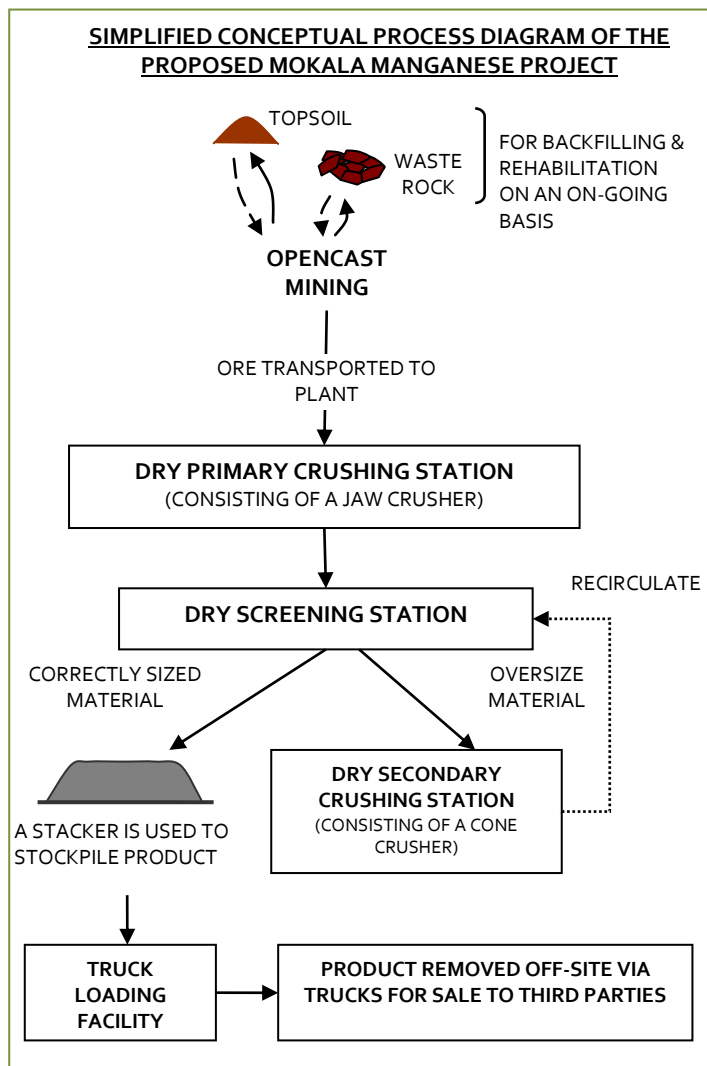 SIMPLIFIED CONCEPTUAL PROCESS DIAGRAM OF THE
PROPOSED MOKALA MANGANESE PROJECT
TOPSOIL
WASTE
ROCK
FOR BACKFILLING &
REHABILITATION
ON AN ON-GOING
BASIS
OPENCAST
MINING
ORE TRANSPORTED TO
PLANT
DRY PRIMARY CRUSHING STATION
(CONSISTING OF A JAW CRUSHER)
RECIRCULATE
DRY SCREENING STATION
CORRECTLY SIZED
MATERIAL
OVERSIZE
MATERIAL
DRY SECONDARY
CRUSHING STATION
(CONSISTING OF A CONE
CRUSHER)
A STACKER IS USED TO
STOCKPILE PRODUCT
TRUCK
LOADING
FACILITY
PRODUCT REMOVED OFF-SITE VIA
TRUCKS FOR SALE TO THIRD PARTIES